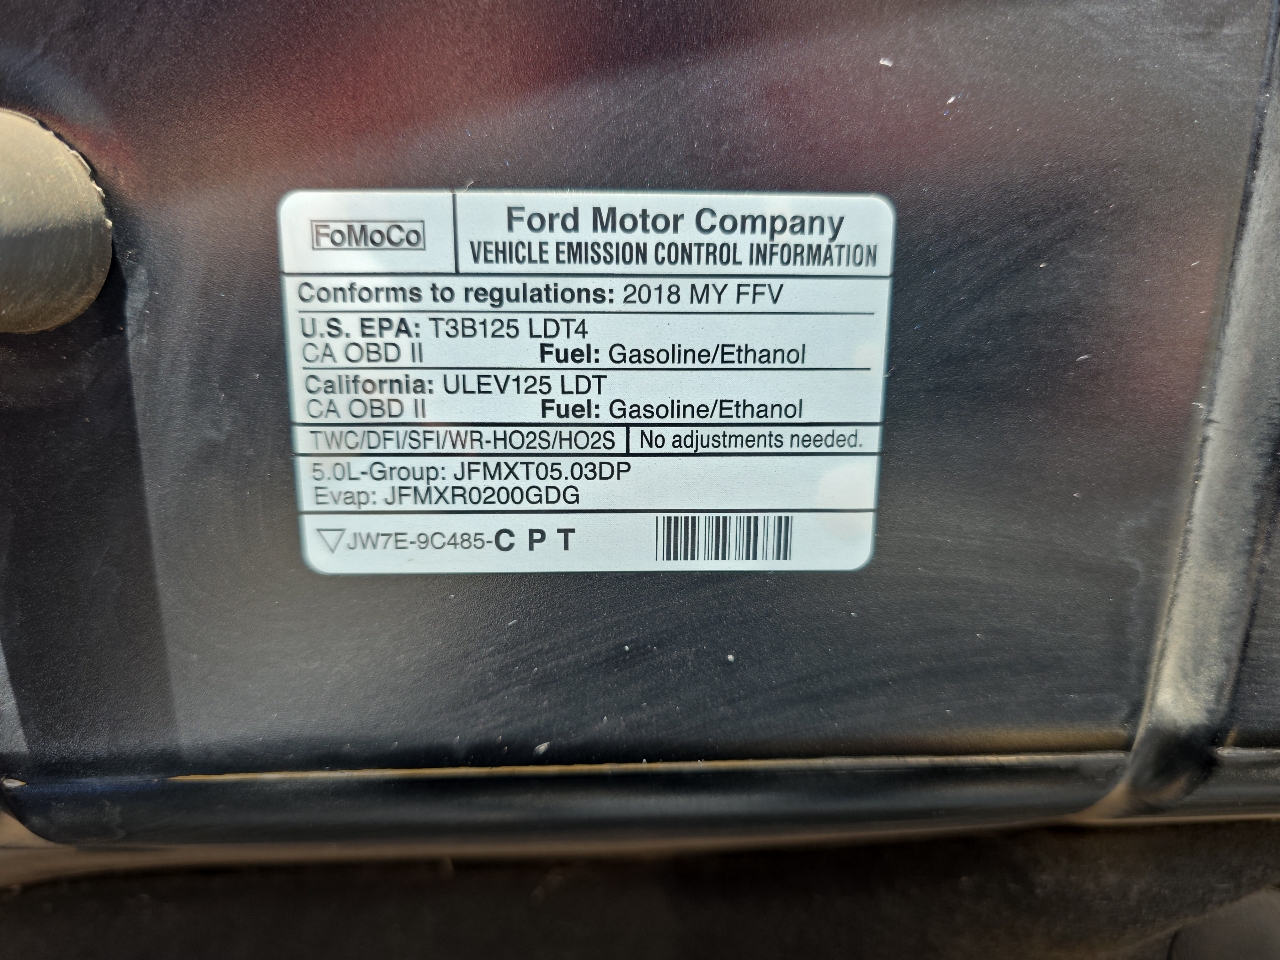 FoMoCo
Ford Motor Company
VEHICLE EMISSION CONTROL INFORMATION
Conforms to regulations: 2018 MY FFV
U.S. EPA: T3B125 LDT4
CA OBD II Fuel: Gasoline/Ethanol
California: ULEV125 LDT
CA OBD II Fuel: Gasoline/Ethanol
TWC/DFI/SFI/WR-HO2S/HO2S No adjustments needed.
5.0L-Group: JFMXT05.03DP
Evap: JFMXR0200GDG
JW7E-9C485-C P T